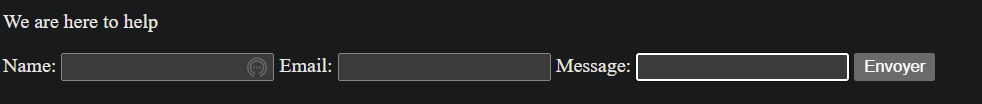 We are here to help
Name: Email: Message: Envoyer